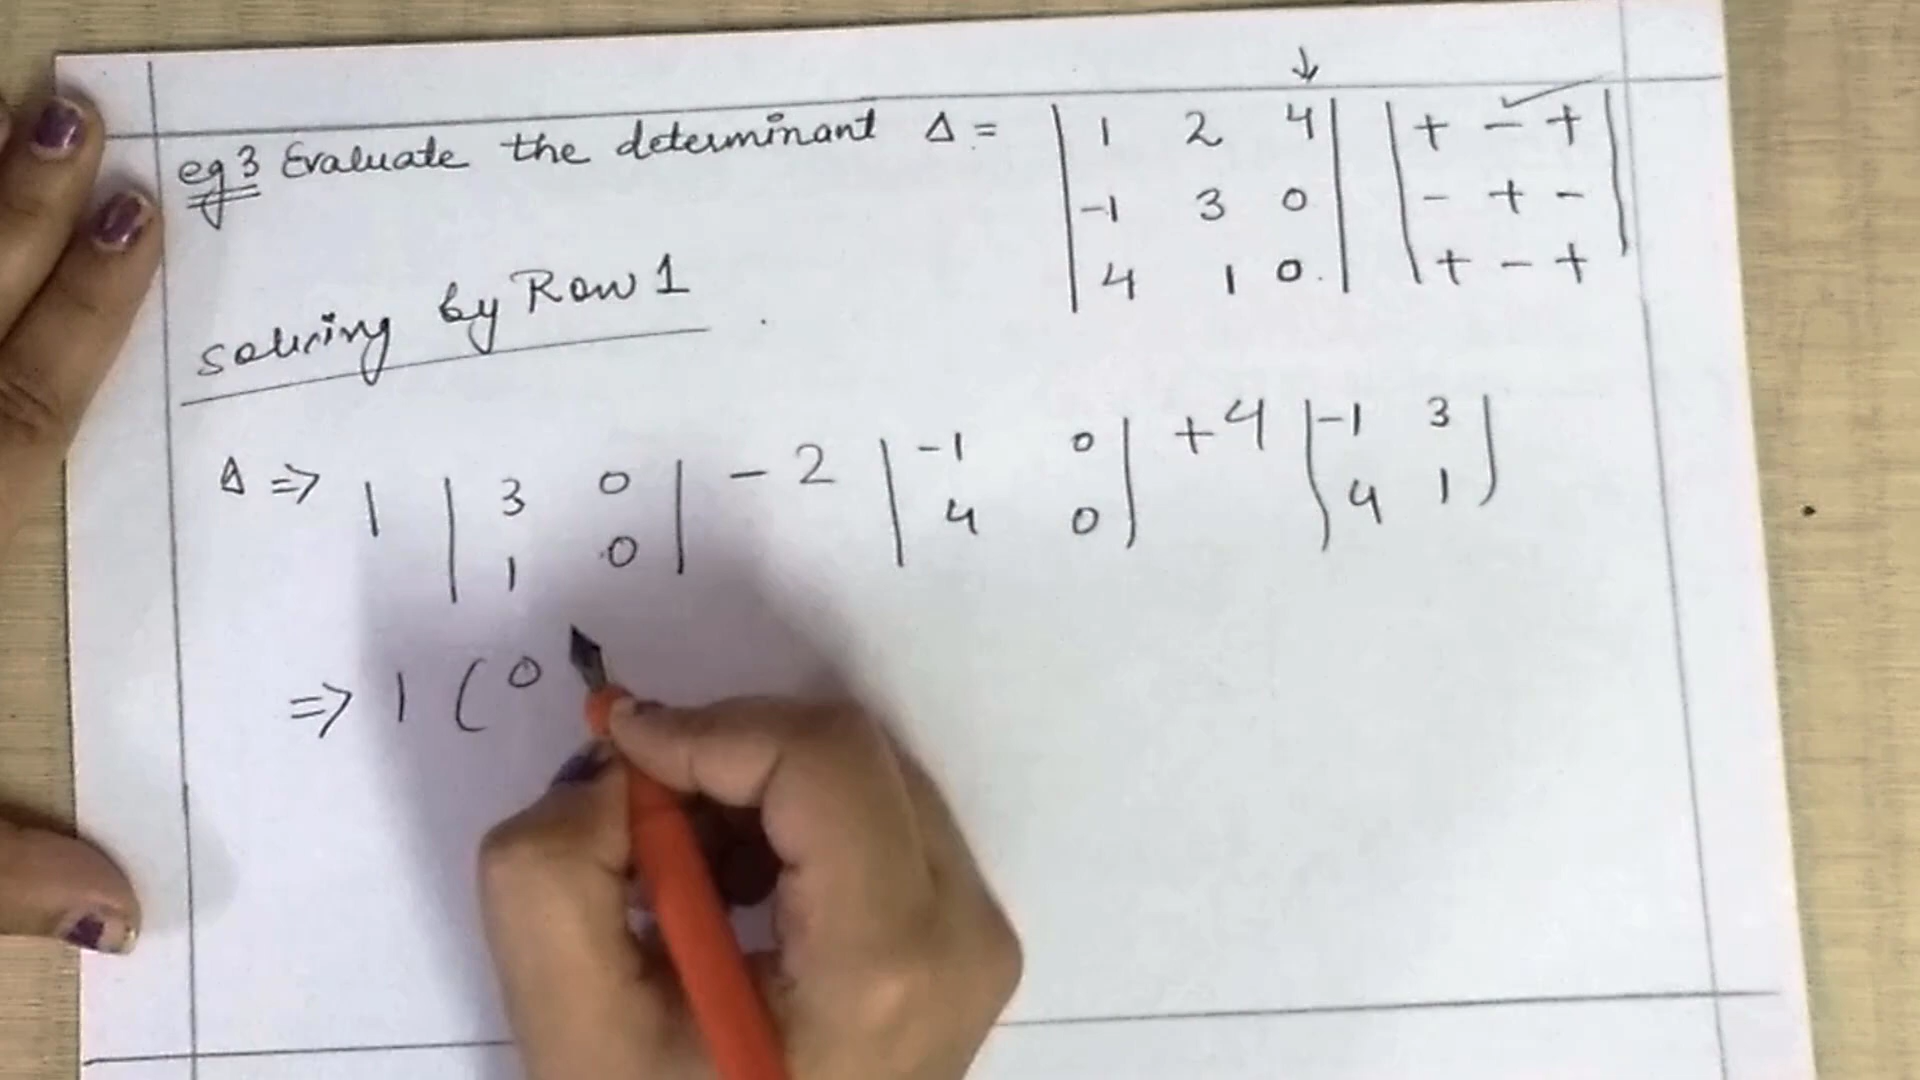 eg 3 Evaluate the determinant Δ = | 1 2 4 | | + - + |
| -1 3 0 | | - + - |
| 4 1 0. | | + - + |
solving by Row 1
Δ ⇒ 1 | 3 0 | - 2 | -1 0 | + 4 | -1 3 |
| 1 0 | | 4 0 | | 4 1 |
⇒ 1 ( 0